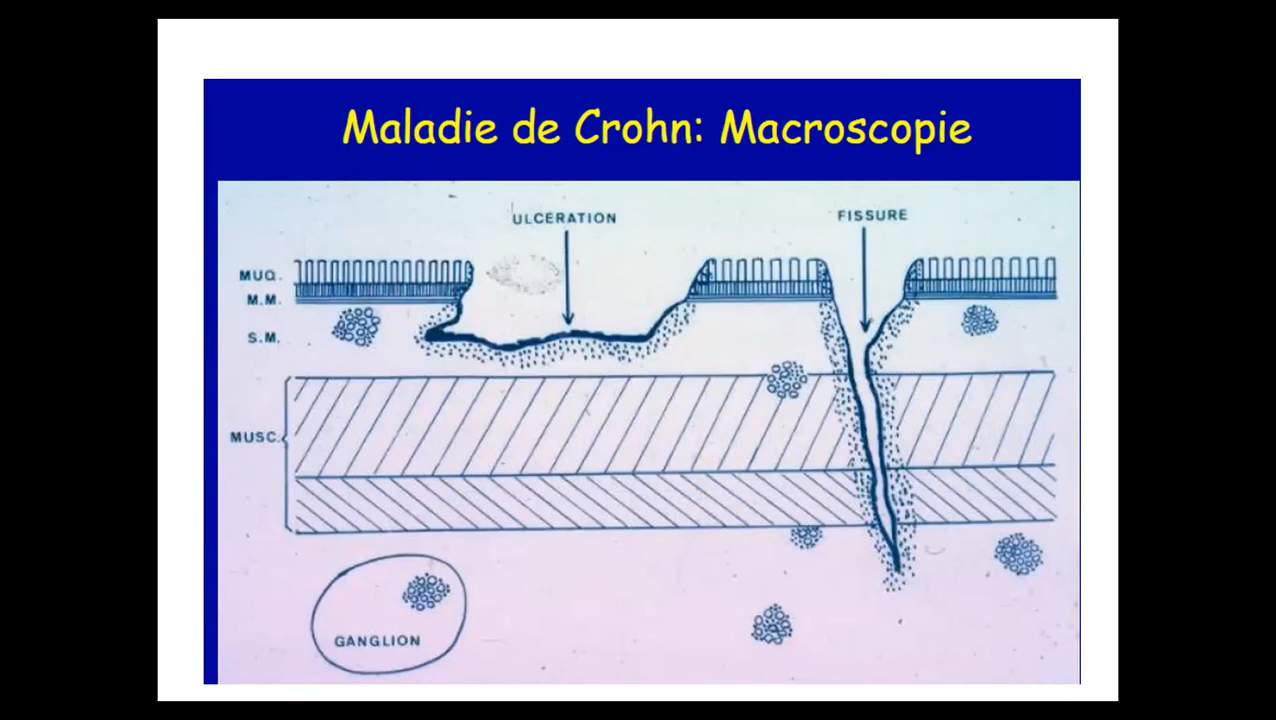 Maladie de Crohn: Macroscopie
ULCERATION
FISSURE
MUQ.
M.M.
S.M.
MUSC.
GANGLION